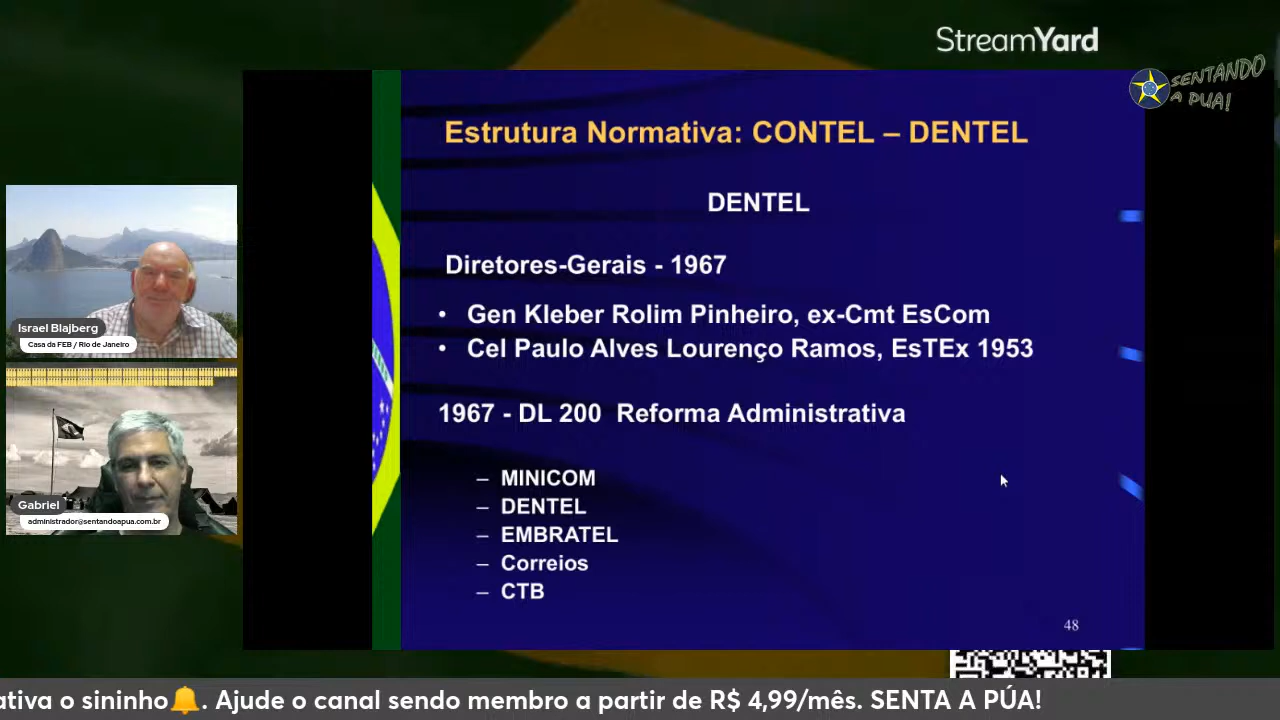 StreamYard
SENTANDO
A PUA!
Estrutura Normativa: CONTEL – DENTEL
DENTEL
Diretores-Gerais - 1967
• Gen Kleber Rolim Pinheiro, ex-Cmt EsCom
• Cel Paulo Alves Lourenço Ramos, EsTEx 1953
1967 - DL 200 Reforma Administrativa
– MINICOM
– DENTEL
– EMBRATEL
– Correios
– CTB
48
Israel Blajberg
Casa da FEB / Rio de Janeiro
Gabriel
administrador@sentandoapua.com.br
ativa o sininho🔔. Ajude o canal sendo membro a partir de R$ 4,99/mês. SENTA A PÚA!